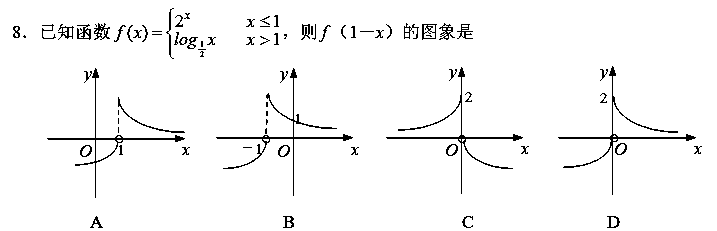 8. 已知函数 f (x) = { 2^x x ≤1
log_{1/2} x x >1 , 则 f （1－x）的图象是
y y y y
1 2 2
O 1 x －1 O x O x O x
A B C D